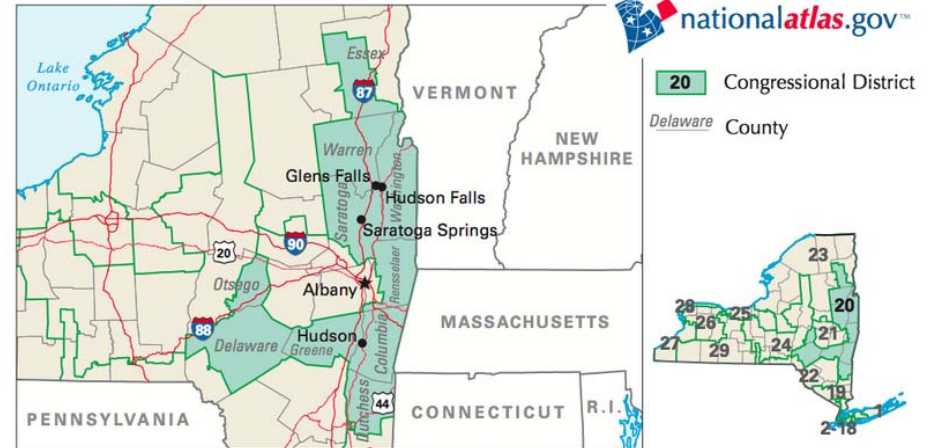 nationalatlas.gov™
20 Congressional District
Delaware County
Lake
Ontario
Essex
87
VERMONT
NEW
HAMPSHIRE
Warren
Washington
Glens Falls
Hudson Falls
Saratoga
Saratoga Springs
90
20
Rensselaer
Otsego
Albany
88
Delaware
Greene
Hudson
Columbia
MASSACHUSETTS
Dutchess
44
PENNSYLVANIA
CONNECTICUT
R.I.
23
20
28
25
26
21
27
29
24
22
19
1
2-18